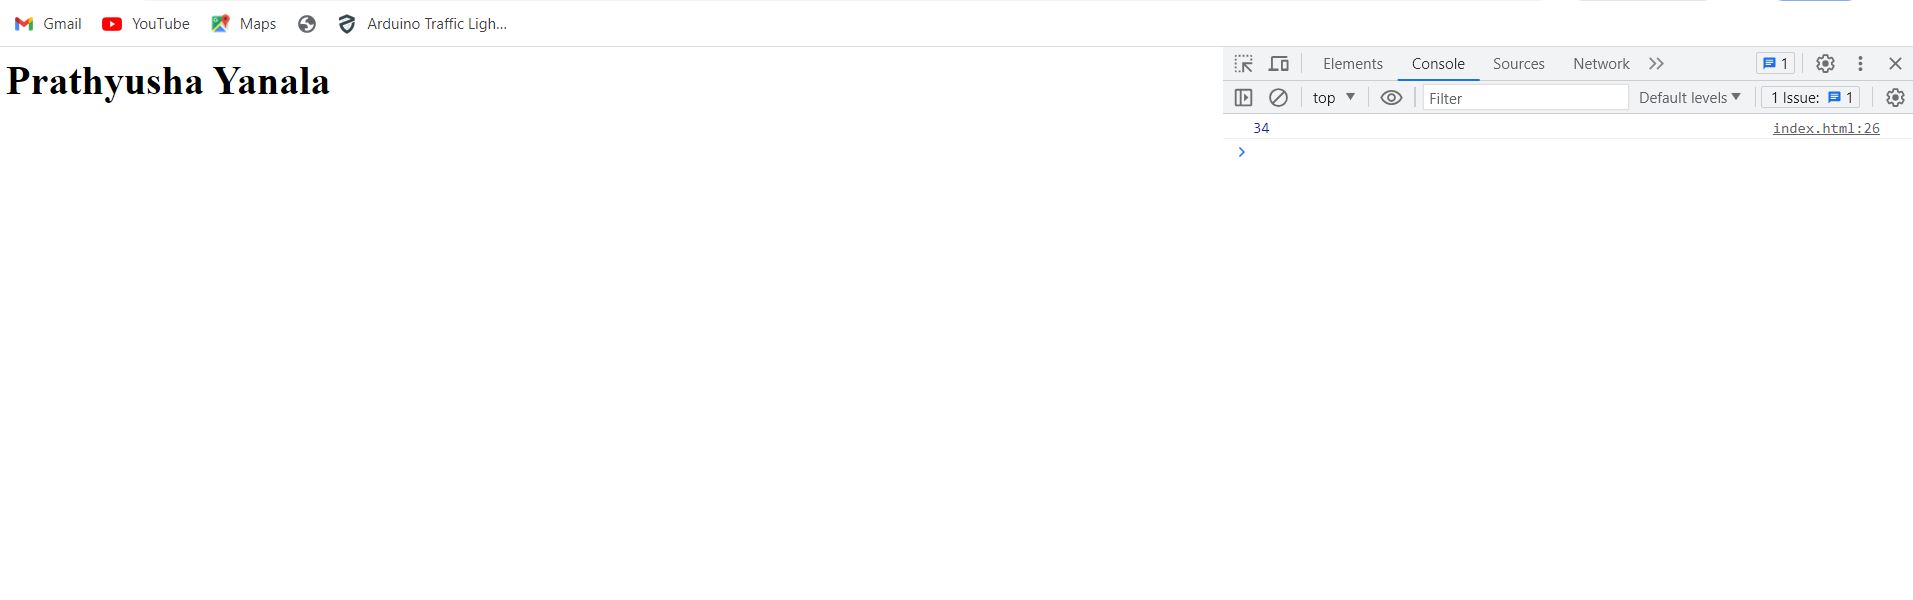 Gmail YouTube Maps Arduino Traffic Ligh...
Prathyusha Yanala
Elements Console Sources Network 1
top Filter Default levels 1 Issue: 1
34 index.html:26